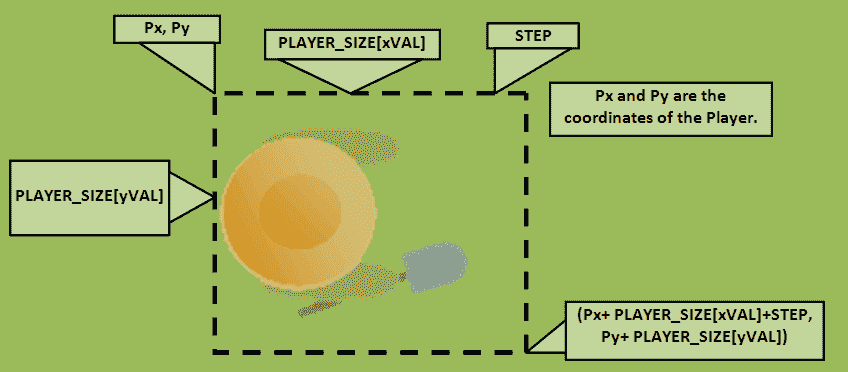 Px, Py
PLAYER_SIZE[xVAL]
STEP
Px and Py are the
coordinates of the Player.
PLAYER_SIZE[yVAL]
(Px+ PLAYER_SIZE[xVAL]+STEP,
Py+ PLAYER_SIZE[yVAL])